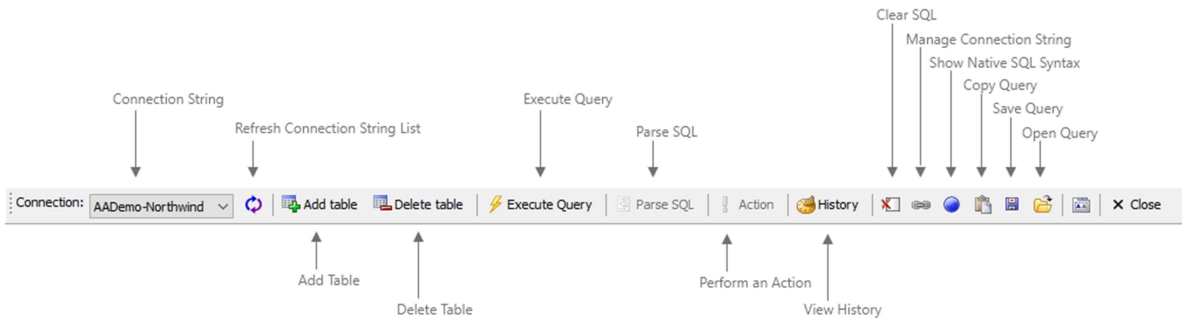 Clear SQL
Manage Connection String
Show Native SQL Syntax
Copy Query
Connection String
Execute Query
Save Query
Refresh Connection String List
Parse SQL
Open Query
Connection: AADemo-Northwind Add table Delete table Execute Query Parse SQL Action History Close
Add Table
Perform an Action
Delete Table
View History